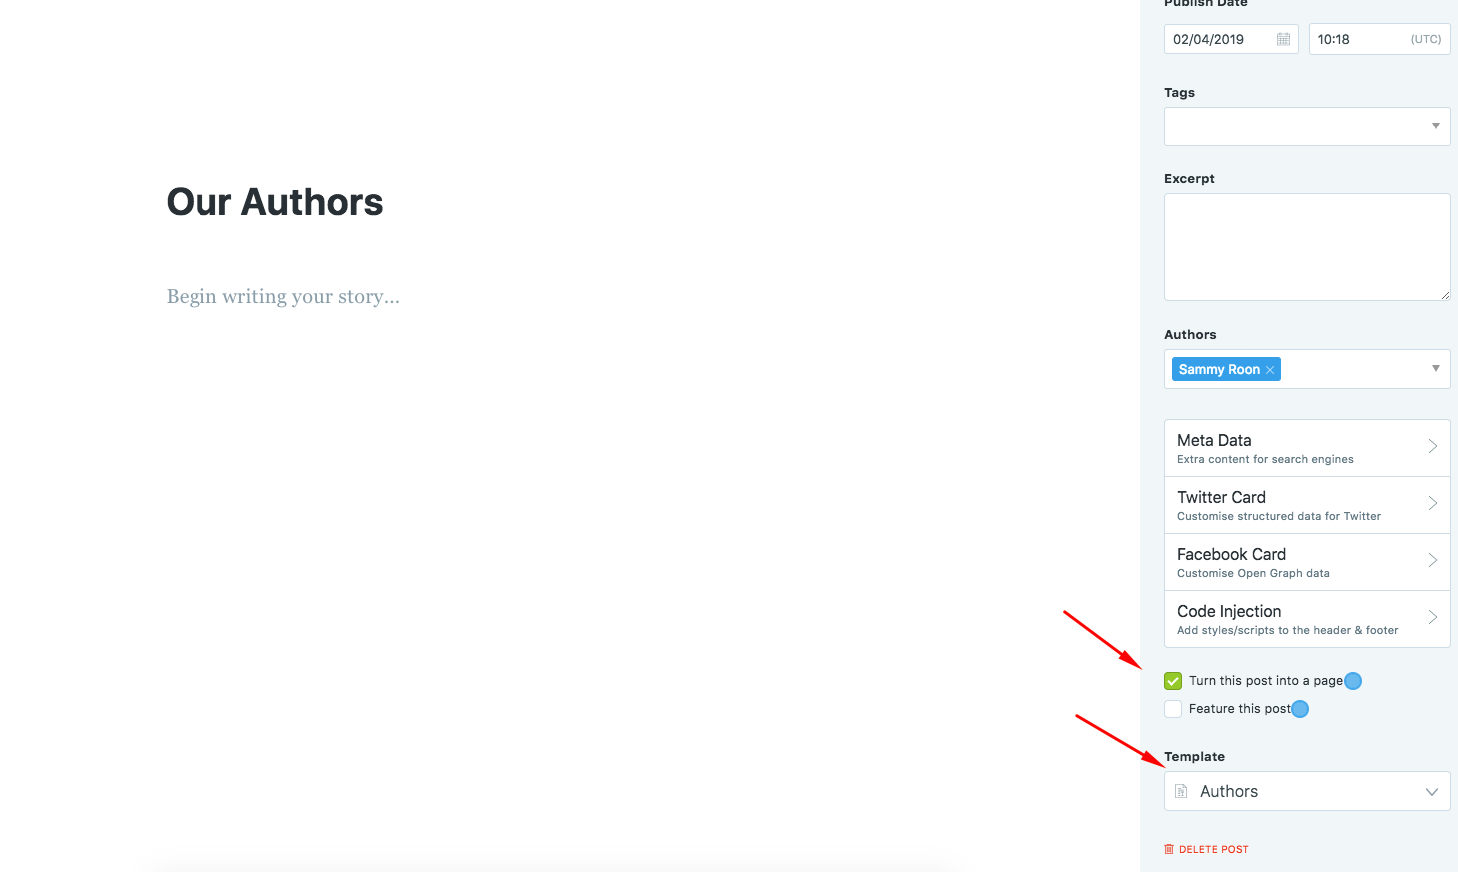 Our Authors
Begin writing your story...
Publish Date
02/04/2019
10:18 (UTC)
Tags
Excerpt
Authors
Sammy Roon ×
Meta Data
Extra content for search engines
Twitter Card
Customise structured data for Twitter
Facebook Card
Customise Open Graph data
Code Injection
Add styles/scripts to the header & footer
Turn this post into a page
Feature this post
Template
Authors
DELETE POST